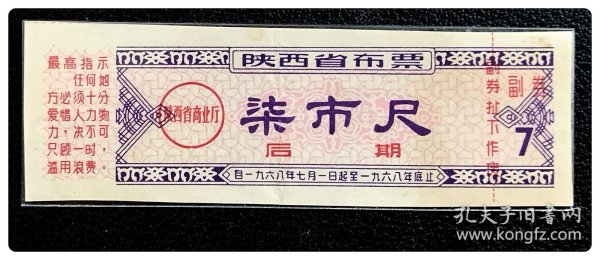 最高指示
任何地
方必须十分
爱惜人力物
力，决不可
只顾一时，
滥用浪费。
陕西省布票
陕西省商业厅
柒市尺
后期
自一九六八年七月一日起至一九六八年底止
副券扯下作废
副券
7
孔夫子旧书网
www.kongfz.com